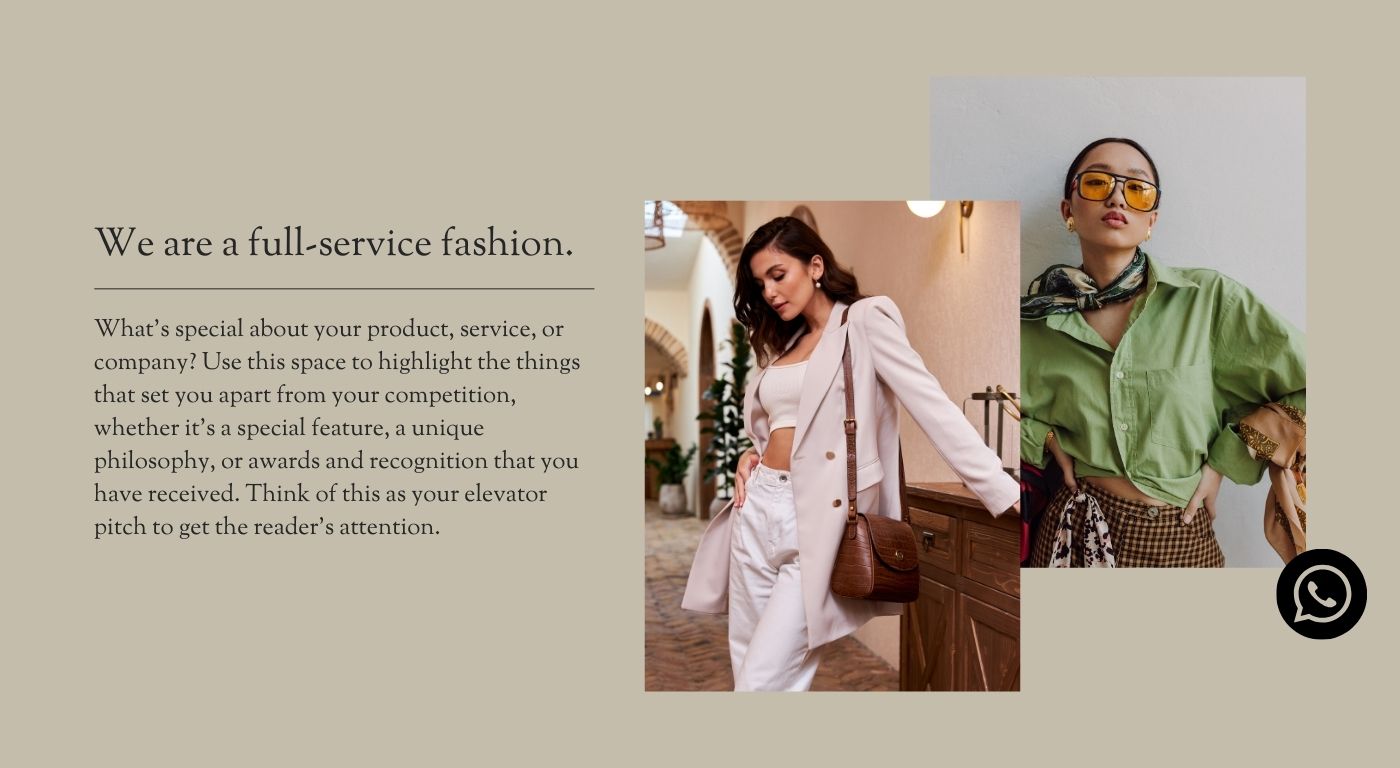 We are a full-service fashion.
What’s special about your product, service, or
company? Use this space to highlight the things
that set you apart from your competition,
whether it’s a special feature, a unique
philosophy, or awards and recognition that you
have received. Think of this as your elevator
pitch to get the reader’s attention.